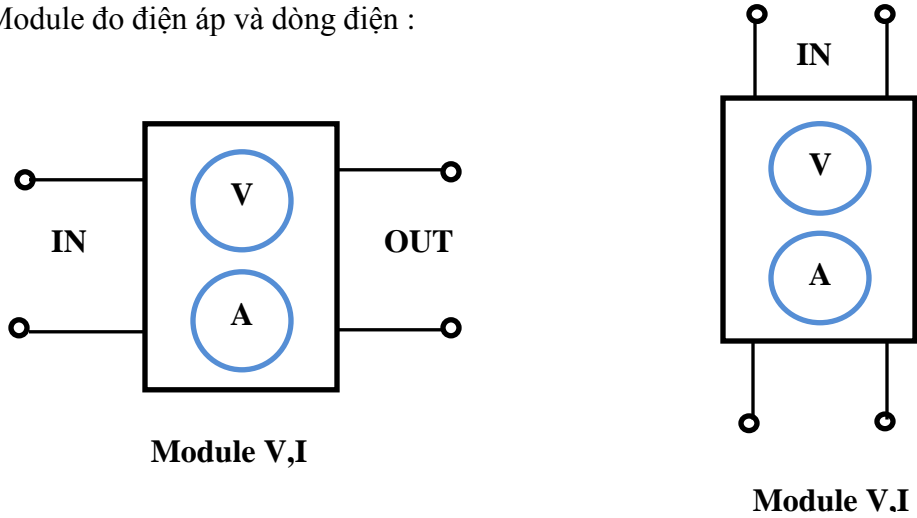 Module đo điện áp và dòng điện :
IN
V
A
IN
V
OUT
A
Module V,I
Module V,I